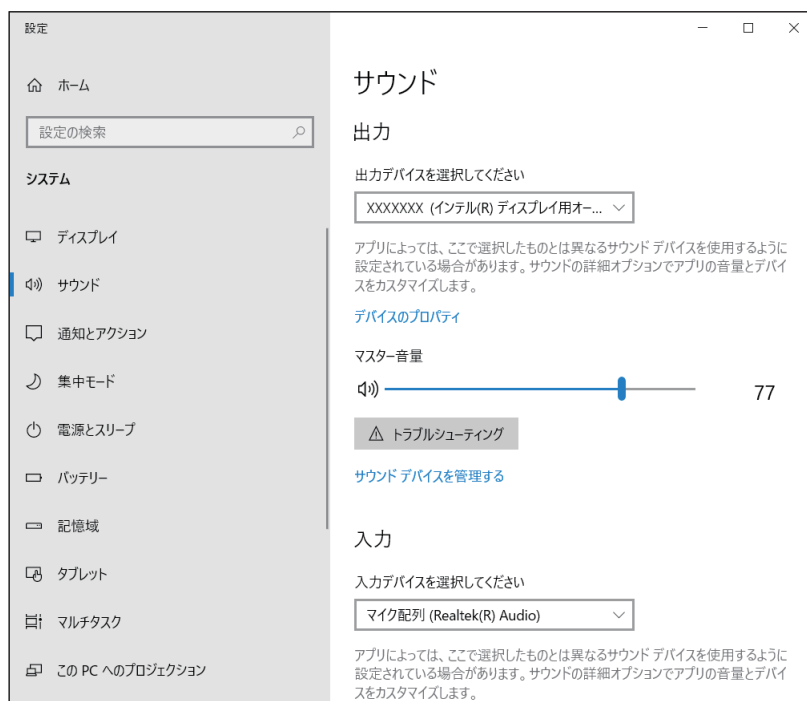 設定
ホーム
設定の検索
システム
ディスプレイ
サウンド
通知とアクション
集中モード
電源とスリープ
バッテリー
記憶域
タブレット
マルチタスク
この PC へのプロジェクション
サウンド
出力
出力デバイスを選択してください
XXXXXXX (インテル(R) ディスプレイ用オー...
アプリによっては、ここで選択したものとは異なるサウンド デバイスを使用するように
設定されている場合があります。サウンドの詳細オプションでアプリの音量とデバイ
スをカスタマイズします。
デバイスのプロパティ
マスター音量
77
トラブルシューティング
サウンド デバイスを管理する
入力
入力デバイスを選択してください
マイク配列 (Realtek(R) Audio)
アプリによっては、ここで選択したものとは異なるサウンド デバイスを使用するように
設定されている場合があります。サウンドの詳細オプションでアプリの音量とデバイ
スをカスタマイズします。